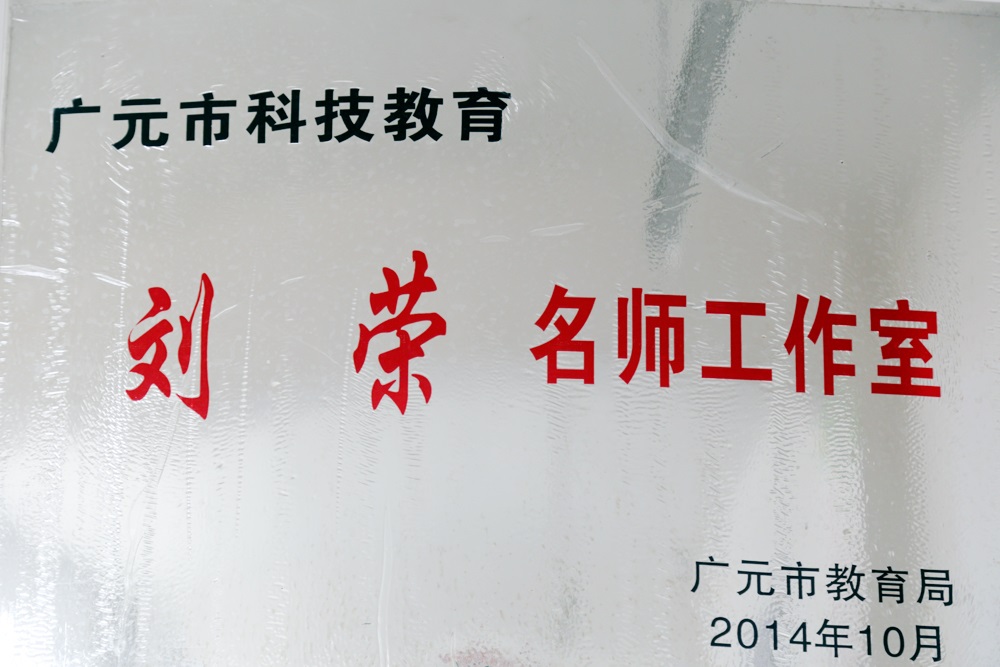 广元市科技教育
刘 荣 名师工作室
广元市教育局
2014年10月